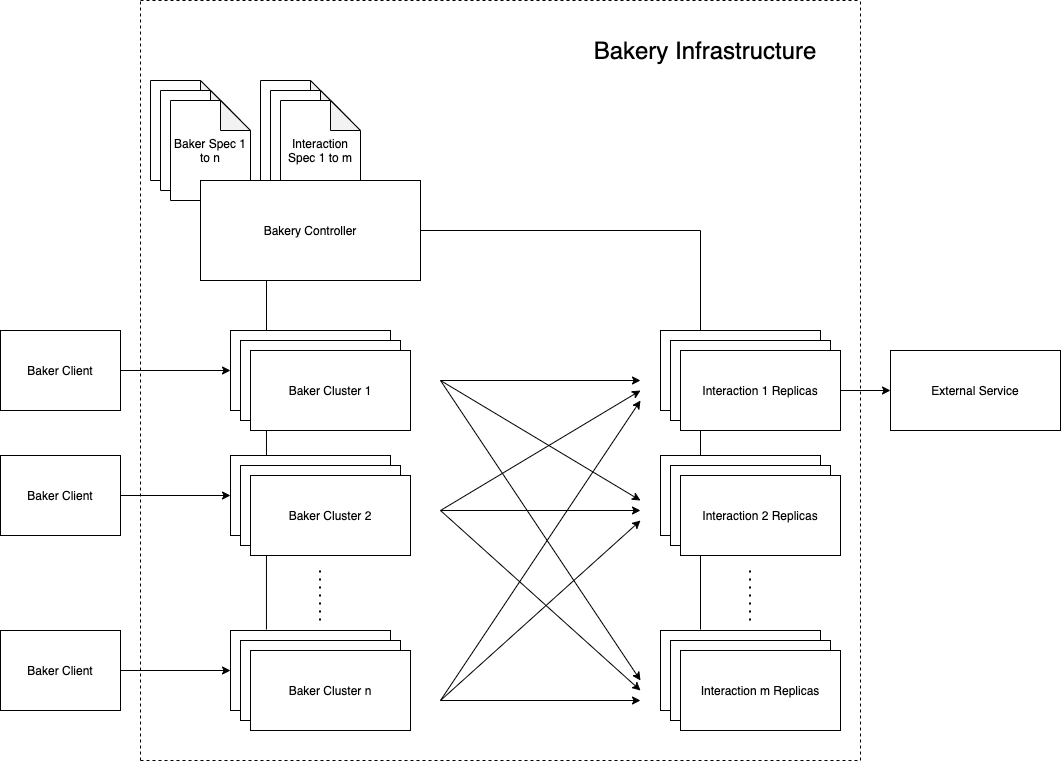 Bakery Infrastructure
Baker Spec 1
to n
Interaction
Spec 1 to m
Bakery Controller
Baker Client
Baker Cluster 1
Interaction 1 Replicas
External Service
Baker Client
Baker Cluster 2
Interaction 2 Replicas
Baker Client
Baker Cluster n
Interaction m Replicas